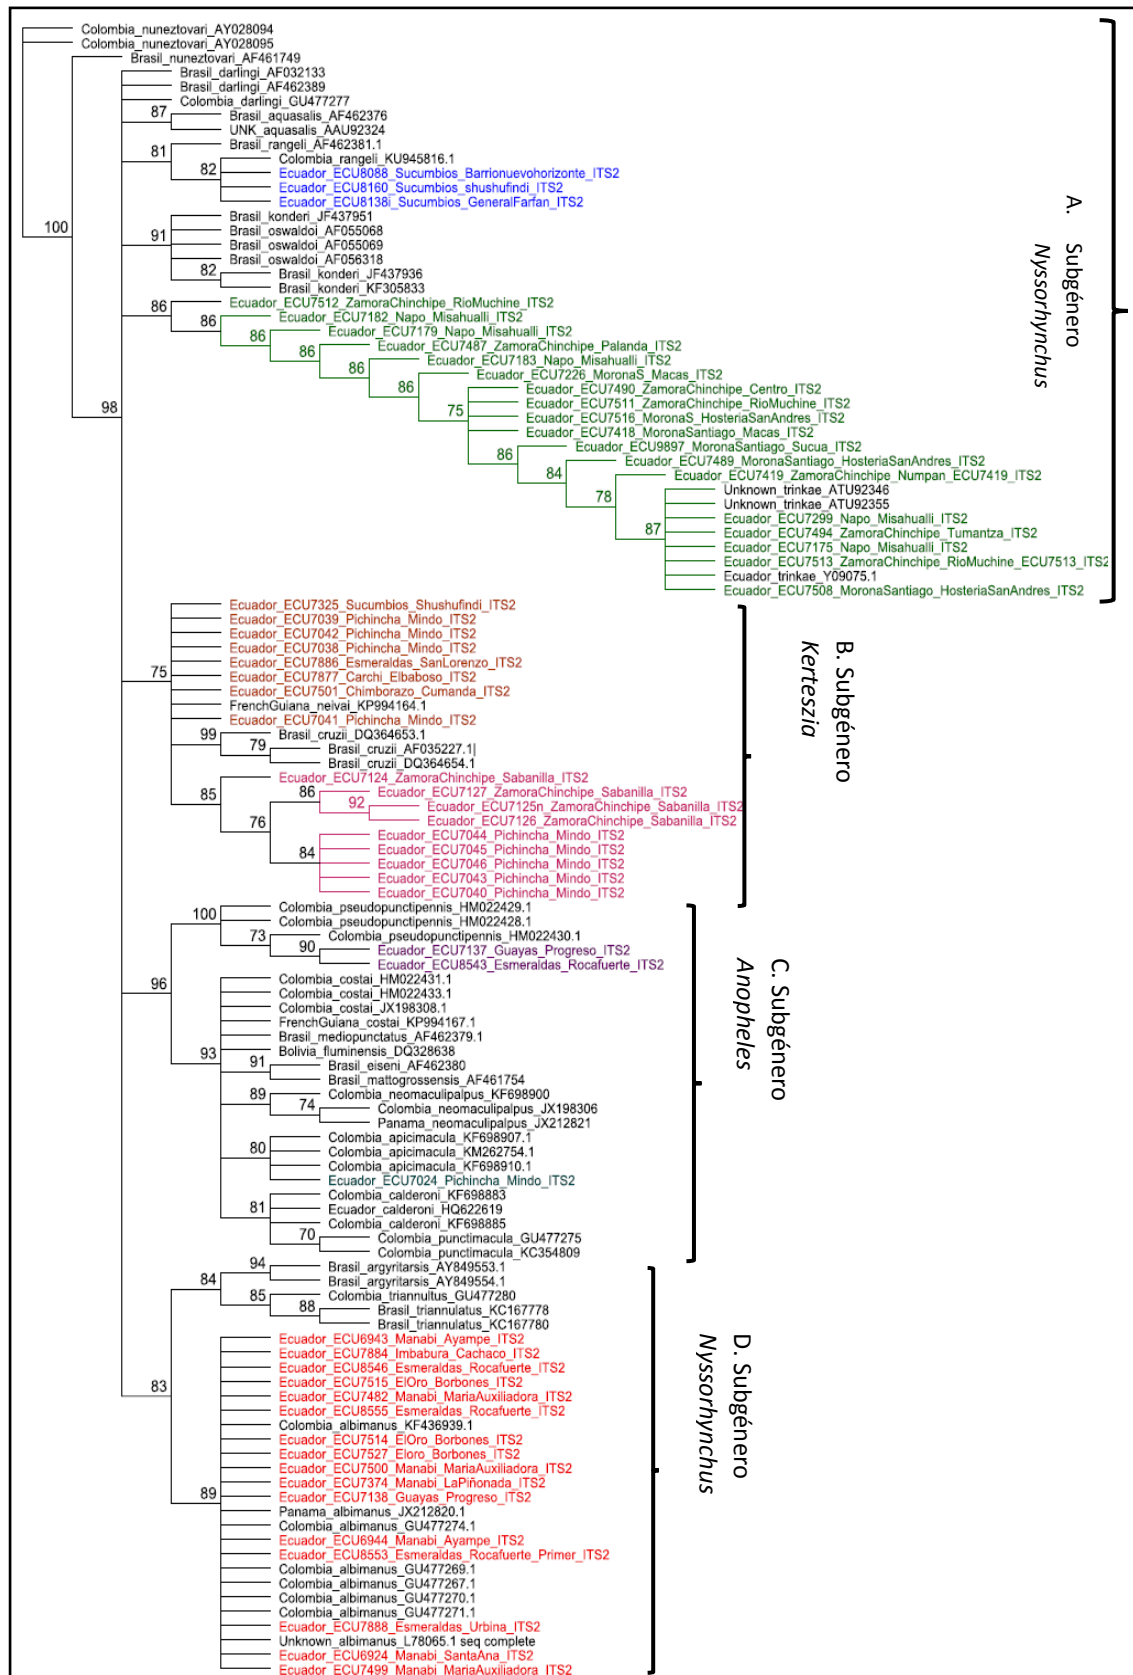 Colombia_nuneztovari_AY028094
Colombia_nuneztovari_AY028095
Brasil_nuneztovari_AF461749
Brasil_darlingi_AF032133
Brasil_darlingi_AF462389
Colombia_darlingi_GU477277
87
Brasil_aquasalis_AF462376
UNK_aquasalis_AAU92324
81
Brasil_rangeli_AF462381.1
82
Colombia_rangeli_KU945816.1
Ecuador_ECU8088_Sucumbios_Barrionuevohorizonte_ITS2
Ecuador_ECU8160_Sucumbios_shushufindi_ITS2
Ecuador_ECU8138i_Sucumbios_GeneralFarfan_ITS2
100
91
Brasil_konderi_JF437951
Brasil_oswaldoi_AF055068
Brasil_oswaldoi_AF055069
Brasil_oswaldoi_AF056318
82
Brasil_konderi_JF437936
Brasil_konderi_KF305833
86
Ecuador_ECU7512_ZamoraChinchipe_RioMuchine_ITS2
86
Ecuador_ECU7182_Napo_Misahualli_ITS2
86
Ecuador_ECU7179_Napo_Misahualli_ITS2
86
Ecuador_ECU7487_ZamoraChinchipe_Palanda_ITS2
86
Ecuador_ECU7183_Napo_Misahualli_ITS2
86
Ecuador_ECU7226_MoronaS_Macas_ITS2
98
75
Ecuador_ECU7490_ZamoraChinchipe_Centro_ITS2
Ecuador_ECU7511_ZamoraChinchipe_RioMuchine_ITS2
Ecuador_ECU7516_MoronaS_HosteriaSanAndres_ITS2
Ecuador_ECU7418_MoronaSantiago_Macas_ITS2
86
Ecuador_ECU9897_MoronaSantiago_Sucua_ITS2
84
Ecuador_ECU7489_MoronaSantiago_HosteriaSanAndres_ITS2
78
Ecuador_ECU7419_ZamoraChinchipe_Numpan_ECU7419_ITS2
87
Unknown_trinkae_ATU92346
Unknown_trinkae_ATU92355
Ecuador_ECU7299_Napo_Misahualli_ITS2
Ecuador_ECU7494_ZamoraChinchipe_Tumantza_ITS2
Ecuador_ECU7175_Napo_Misahualli_ITS2
Ecuador_ECU7513_ZamoraChinchipe_RioMuchine_ECU7513_ITS2
Ecuador_trinkae_Y09075.1
Ecuador_ECU7508_MoronaSantiago_HosteriaSanAndres_ITS2
A. Subgénero
Nyssorhynchus
75
Ecuador_ECU7325_Sucumbios_Shushufindi_ITS2
Ecuador_ECU7039_Pichincha_Mindo_ITS2
Ecuador_ECU7042_Pichincha_Mindo_ITS2
Ecuador_ECU7038_Pichincha_Mindo_ITS2
Ecuador_ECU7886_Esmeraldas_SanLorenzo_ITS2
Ecuador_ECU7877_Carchi_Elbaboso_ITS2
Ecuador_ECU7501_Chimborazo_Cumanda_ITS2
FrenchGuiana_neivai_KP994164.1
Ecuador_ECU7041_Pichincha_Mindo_ITS2
99
Brasil_cruzii_DQ364653.1
79
Brasil_cruzii_AF035227.1|
Brasil_cruzii_DQ364654.1
85
Ecuador_ECU7124_ZamoraChinchipe_Sabanilla_ITS2
76
86
Ecuador_ECU7127_ZamoraChinchipe_Sabanilla_ITS2
92
Ecuador_ECU7125n_ZamoraChinchipe_Sabanilla_ITS2
Ecuador_ECU7126_ZamoraChinchipe_Sabanilla_ITS2
84
Ecuador_ECU7044_Pichincha_Mindo_ITS2
Ecuador_ECU7045_Pichincha_Mindo_ITS2
Ecuador_ECU7046_Pichincha_Mindo_ITS2
Ecuador_ECU7043_Pichincha_Mindo_ITS2
Ecuador_ECU7040_Pichincha_Mindo_ITS2
B. Subgénero
Kerteszia
96
100
Colombia_pseudopunctipennis_HM022429.1
Colombia_pseudopunctipennis_HM022428.1
73
Colombia_pseudopunctipennis_HM022430.1
90
Ecuador_ECU7137_Guayas_Progreso_ITS2
Ecuador_ECU8543_Esmeraldas_Rocafuerte_ITS2
93
Colombia_costai_HM022431.1
Colombia_costai_HM022433.1
Colombia_costai_JX198308.1
FrenchGuiana_costai_KP994167.1
Brasil_mediopunctatus_AF462379.1
Bolivia_fluminensis_DQ328638
91
Brasil_eiseni_AF462380
Brasil_mattogrossensis_AF461754
89
Colombia_neomaculipalpus_KF698900
74
Colombia_neomaculipalpus_JX198306
Panama_neomaculipalpus_JX212821
80
Colombia_apicimacula_KF698907.1
Colombia_apicimacula_KM262754.1
Colombia_apicimacula_KF698910.1
Ecuador_ECU7024_Pichincha_Mindo_ITS2
81
Colombia_calderoni_KF698883
Ecuador_calderoni_HQ622619
Colombia_calderoni_KF698885
70
Colombia_punctimacula_GU477275
Colombia_punctimacula_KC354809
C. Subgénero
Anopheles
83
84
94
Brasil_argyritarsis_AY849553.1
Brasil_argyritarsis_AY849554.1
85
Colombia_triannultus_GU477280
88
Brasil_triannulatus_KC167778
Brasil_triannulatus_KC167780
89
Ecuador_ECU6943_Manabi_Ayampe_ITS2
Ecuador_ECU7884_Imbabura_Cachaco_ITS2
Ecuador_ECU8546_Esmeraldas_Rocafuerte_ITS2
Ecuador_ECU7515_ElOro_Borbones_ITS2
Ecuador_ECU7482_Manabi_MariaAuxiliadora_ITS2
Ecuador_ECU8555_Esmeraldas_Rocafuerte_ITS2
Colombia_albimanus_KF436939.1
Ecuador_ECU7514_ElOro_Borbones_ITS2
Ecuador_ECU7527_Eloro_Borbones_ITS2
Ecuador_ECU7500_Manabi_MariaAuxiliadora_ITS2
Ecuador_ECU7374_Manabi_LaPiñonada_ITS2
Ecuador_ECU7138_Guayas_Progreso_ITS2
Panama_albimanus_JX212820.1
Colombia_albimanus_GU477274.1
Ecuador_ECU6944_Manabi_Ayampe_ITS2
Ecuador_ECU8553_Esmeraldas_Rocafuerte_Primer_ITS2
Colombia_albimanus_GU477269.1
Colombia_albimanus_GU477267.1
Colombia_albimanus_GU477270.1
Colombia_albimanus_GU477271.1
Ecuador_ECU7888_Esmeraldas_Urbina_ITS2
Unknown_albimanus_L78065.1 seq complete
Ecuador_ECU6924_Manabi_SantaAna_ITS2
Ecuador_ECU7499_Manabi_MariaAuxiliadora_ITS2
D. Subgénero
Nyssorhynchus